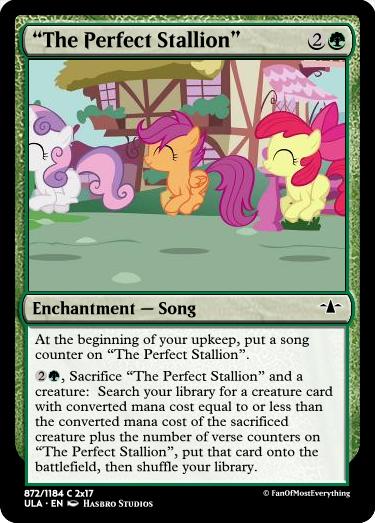 “The Perfect Stallion” 2
Enchantment — Song
At the beginning of your upkeep, put a song
counter on “The Perfect Stallion”.
2, Sacrifice “The Perfect Stallion” and a
creature: Search your library for a creature card
with converted mana cost equal to or less than
the converted mana cost of the sacrificed
creature plus the number of verse counters on
“The Perfect Stallion”, put that card onto the
battlefield, then shuffle your library.
872/1184 C 2x17
ULA · EN Hasbro Studios
© FanOfMostEverything